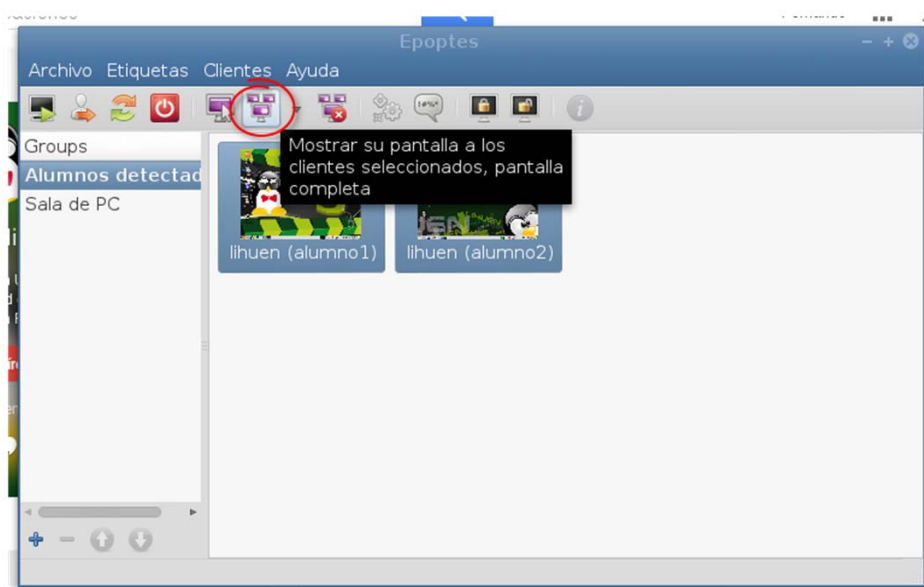 Epoptes
Archivo Etiquetas Clientes Ayuda
Groups
Alumnos detectad
Sala de PC
Mostrar su pantalla a los
clientes seleccionados, pantalla
completa
lihuen (alumno1)
lihuen (alumno2)